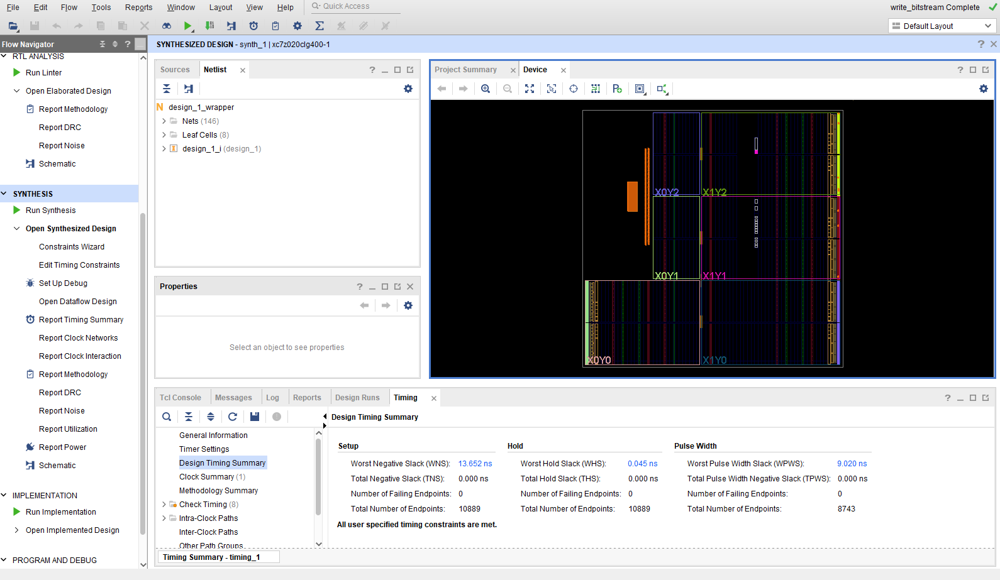 File Edit Flow Tools Reports Window Layout View Help Quick Access
write_bitstream Complete
Default Layout
Flow Navigator
SYNTHESIZED DESIGN - synth_1 | xc7z020clg400-1
RTL ANALYSIS
Run Linter
Open Elaborated Design
Report Methodology
Report DRC
Report Noise
Schematic
SYNTHESIS
Run Synthesis
Open Synthesized Design
Constraints Wizard
Edit Timing Constraints
Set Up Debug
Open Dataflow Design
Report Timing Summary
Report Clock Networks
Report Clock Interaction
Report Methodology
Report DRC
Report Noise
Report Utilization
Report Power
Schematic
IMPLEMENTATION
Run Implementation
Open Implemented Design
PROGRAM AND DEBUG
Sources Netlist
design_1_wrapper
Nets (146)
Leaf Cells (8)
design_1_i (design_1)
Properties
Select an object to see properties
Project Summary Device
X0Y2 X1Y2
X0Y1 X1Y1
X0Y0 X1Y0
Tcl Console Messages Log Reports Design Runs Timing
Design Timing Summary
General Information
Timer Settings
Design Timing Summary
Clock Summary (1)
Methodology Summary
Check Timing (8)
Intra-Clock Paths
Inter-Clock Paths
Other Path Groups
Setup Hold Pulse Width
Worst Negative Slack (WNS): 13.652 ns Worst Hold Slack (WHS): 0.045 ns Worst Pulse Width Slack (WPWS): 9.020 ns
Total Negative Slack (TNS): 0.000 ns Total Hold Slack (THS): 0.000 ns Total Pulse Width Negative Slack (TPWS): 0.000 ns
Number of Failing Endpoints: 0 Number of Failing Endpoints: 0 Number of Failing Endpoints: 0
Total Number of Endpoints: 10889 Total Number of Endpoints: 10889 Total Number of Endpoints: 8743
All user specified timing constraints are met.
Timing Summary - timing_1